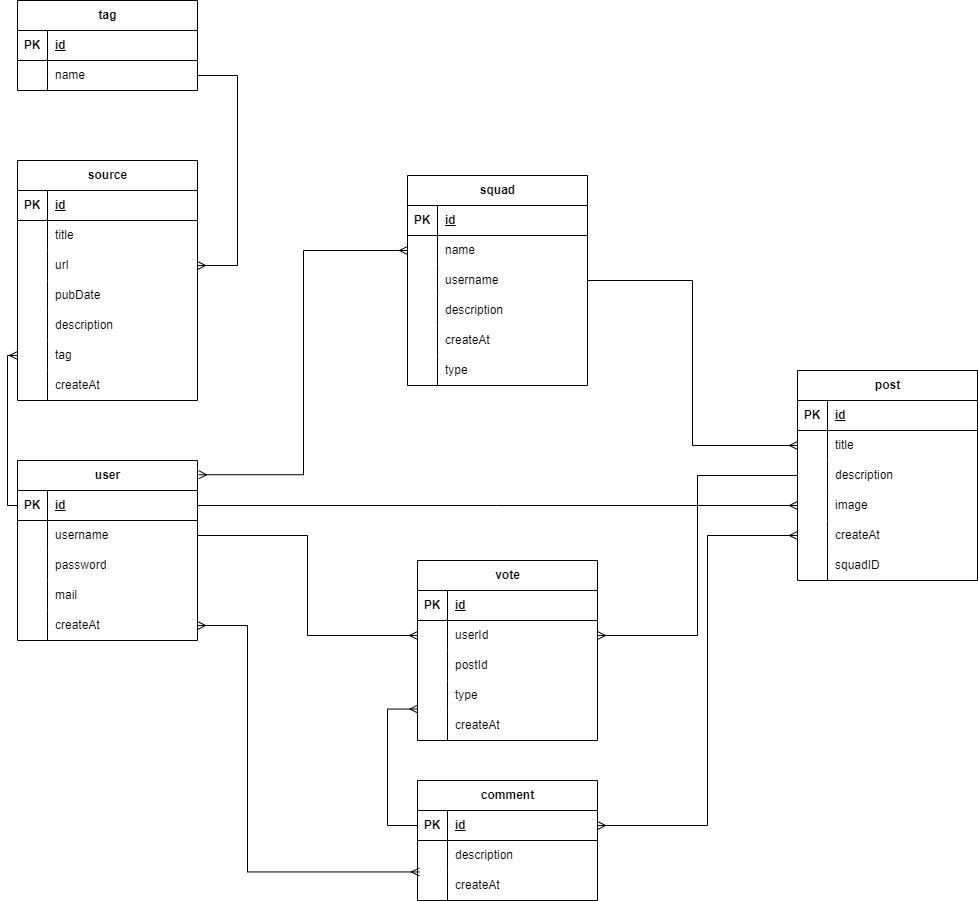 tag
PK id
name
source
PK id
title
url
pubDate
description
tag
createAt
squad
PK id
name
username
description
createAt
type
post
PK id
title
description
image
createAt
squadID
user
PK id
username
password
mail
createAt
vote
PK id
userId
postId
type
createAt
comment
PK id
description
createAt